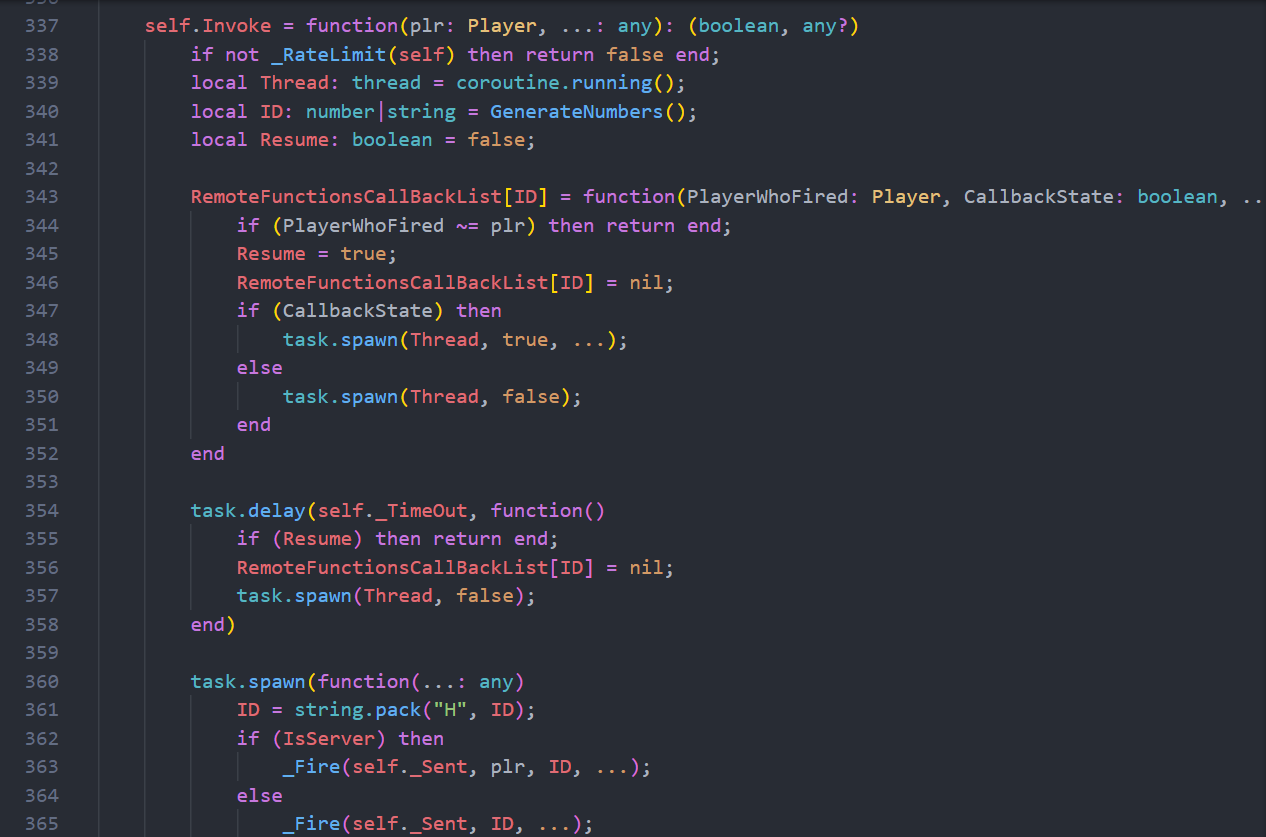 337 self.Invoke = function(plr: Player, ...: any): (boolean, any?)
338 if not _RateLimit(self) then return false end;
339 local Thread: thread = coroutine.running();
340 local ID: number|string = GenerateNumbers();
341 local Resume: boolean = false;
342
343 RemoteFunctionsCallBackList[ID] = function(PlayerWhoFired: Player, CallbackState: boolean, ..
344 if (PlayerWhoFired ~= plr) then return end;
345 Resume = true;
346 RemoteFunctionsCallBackList[ID] = nil;
347 if (CallbackState) then
348 task.spawn(Thread, true, ...);
349 else
350 task.spawn(Thread, false);
351 end
352 end
353
354 task.delay(self._TimeOut, function()
355 if (Resume) then return end;
356 RemoteFunctionsCallBackList[ID] = nil;
357 task.spawn(Thread, false);
358 end)
359
360 task.spawn(function(...: any)
361 ID = string.pack("H", ID);
362 if (IsServer) then
363 _Fire(self._Sent, plr, ID, ...);
364 else
365 _Fire(self._Sent, ID, ...);